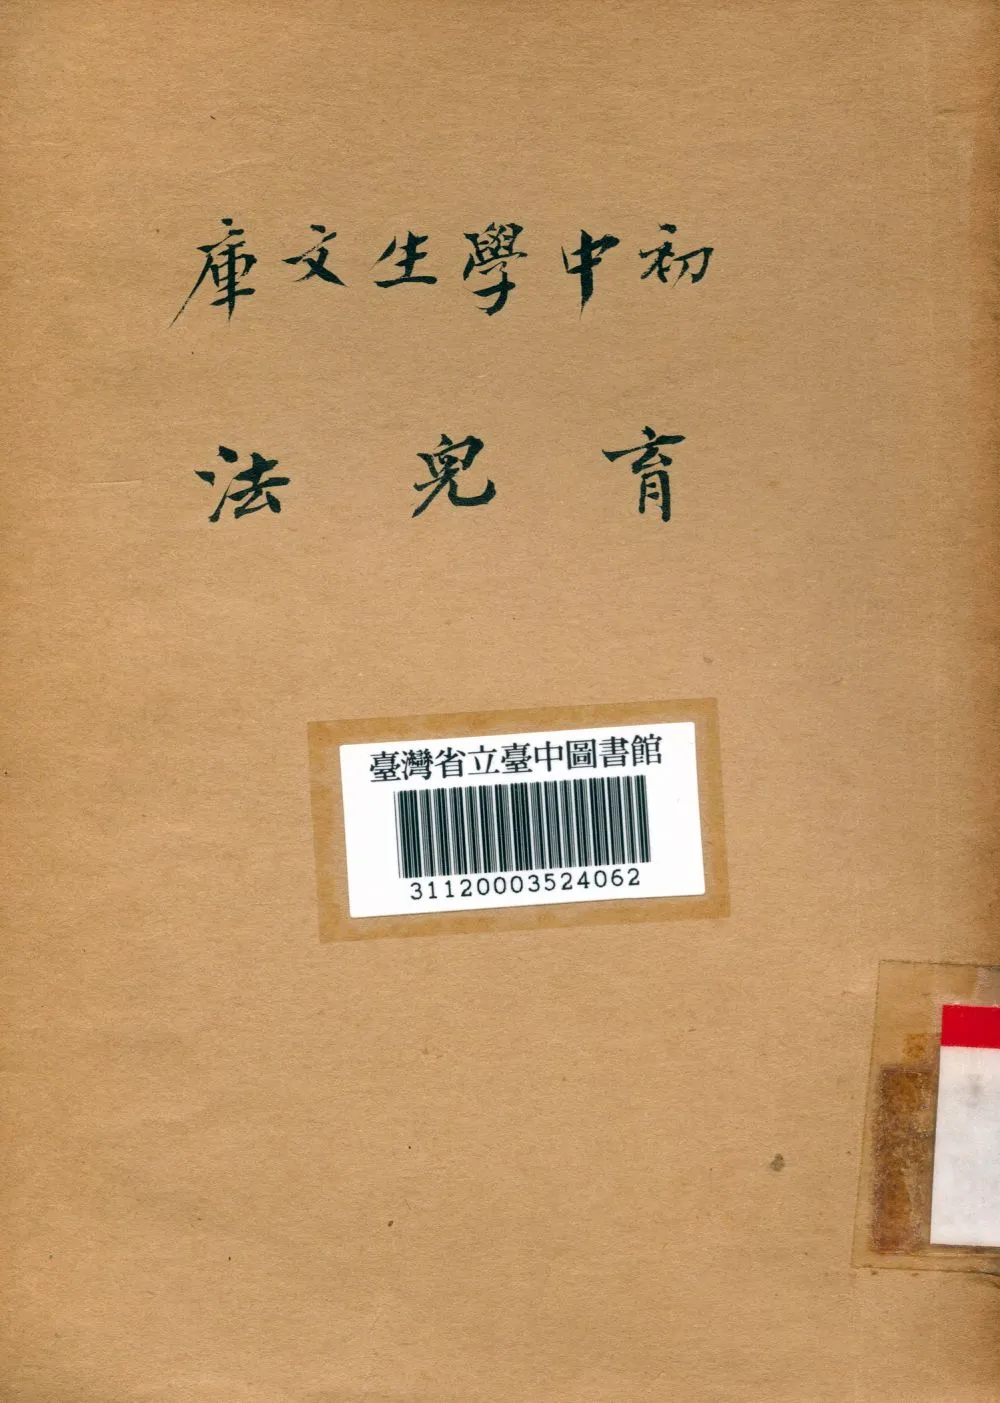 初中學生文庫
育兒法
臺灣省立臺中圖書館
31120003524062